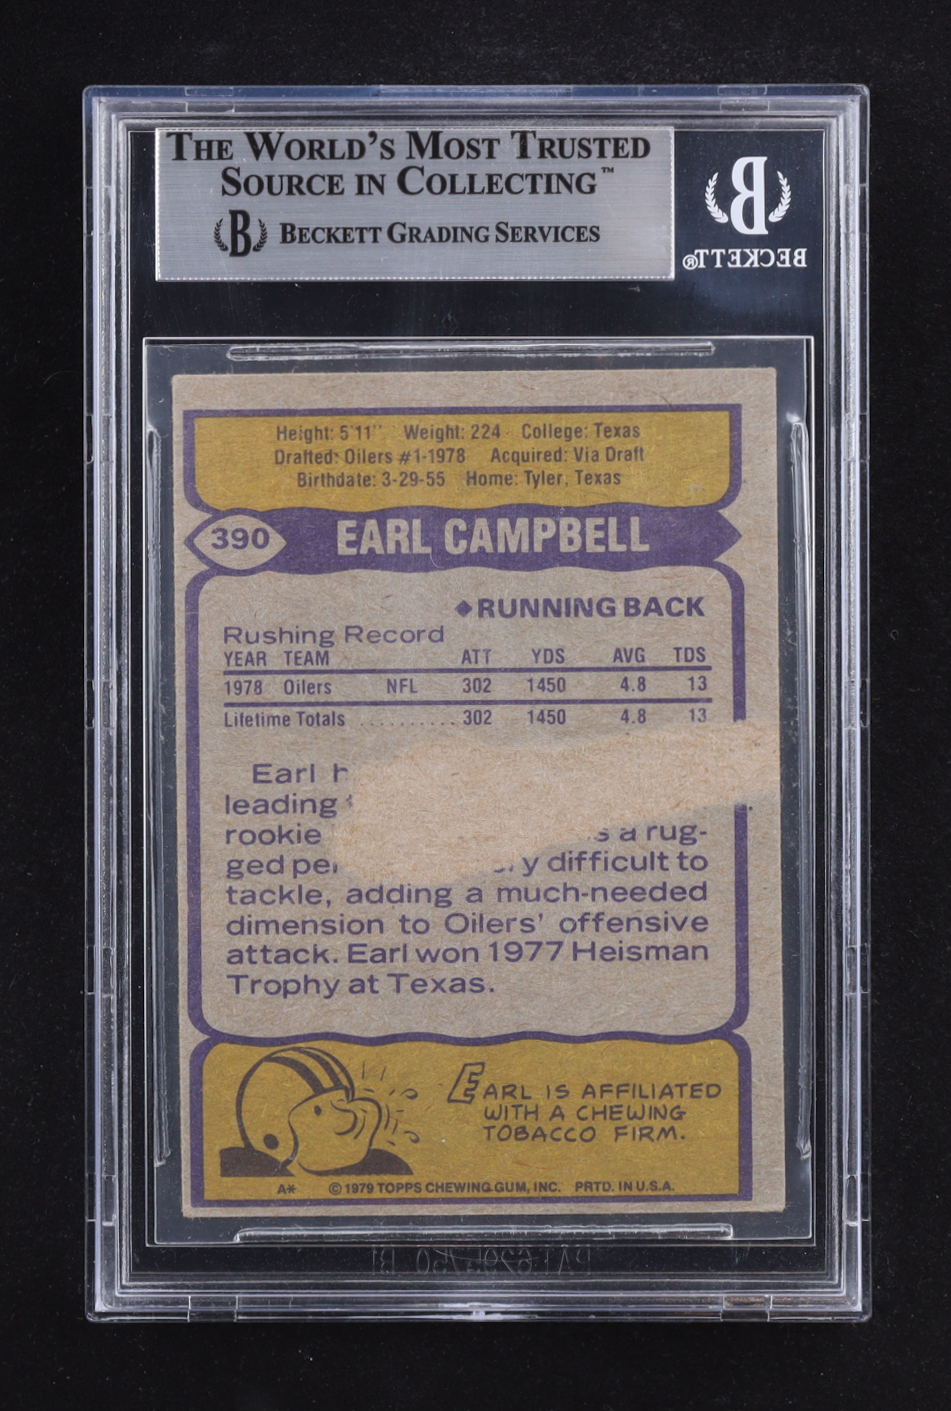 THE WORLD'S MOST TRUSTED
SOURCE IN COLLECTING™
B BECKETT GRADING SERVICES
B
BECKETT®
Height: 5'11" Weight: 224 College: Texas
Drafted: Oilers #1-1978 Acquired: Via Draft
Birthdate: 3-29-55 Home: Tyler, Texas
390 EARL CAMPBELL
◆RUNNING BACK
Rushing Record
YEAR TEAM ATT YDS AVG TDS
1978 Oilers NFL 302 1450 4.8 13
Lifetime Totals .......... 302 1450 4.8 13
Earl
leading
rookie a rug-
ged difficult to
tackle, adding a much-needed
dimension to Oilers' offensive
attack. Earl won 1977 Heisman
Trophy at Texas.
EARL IS AFFILIATED
WITH A CHEWING
TOBACCO FIRM.
A* © 1979 TOPPS CHEWING GUM, INC. PRTD. IN U.S.A.